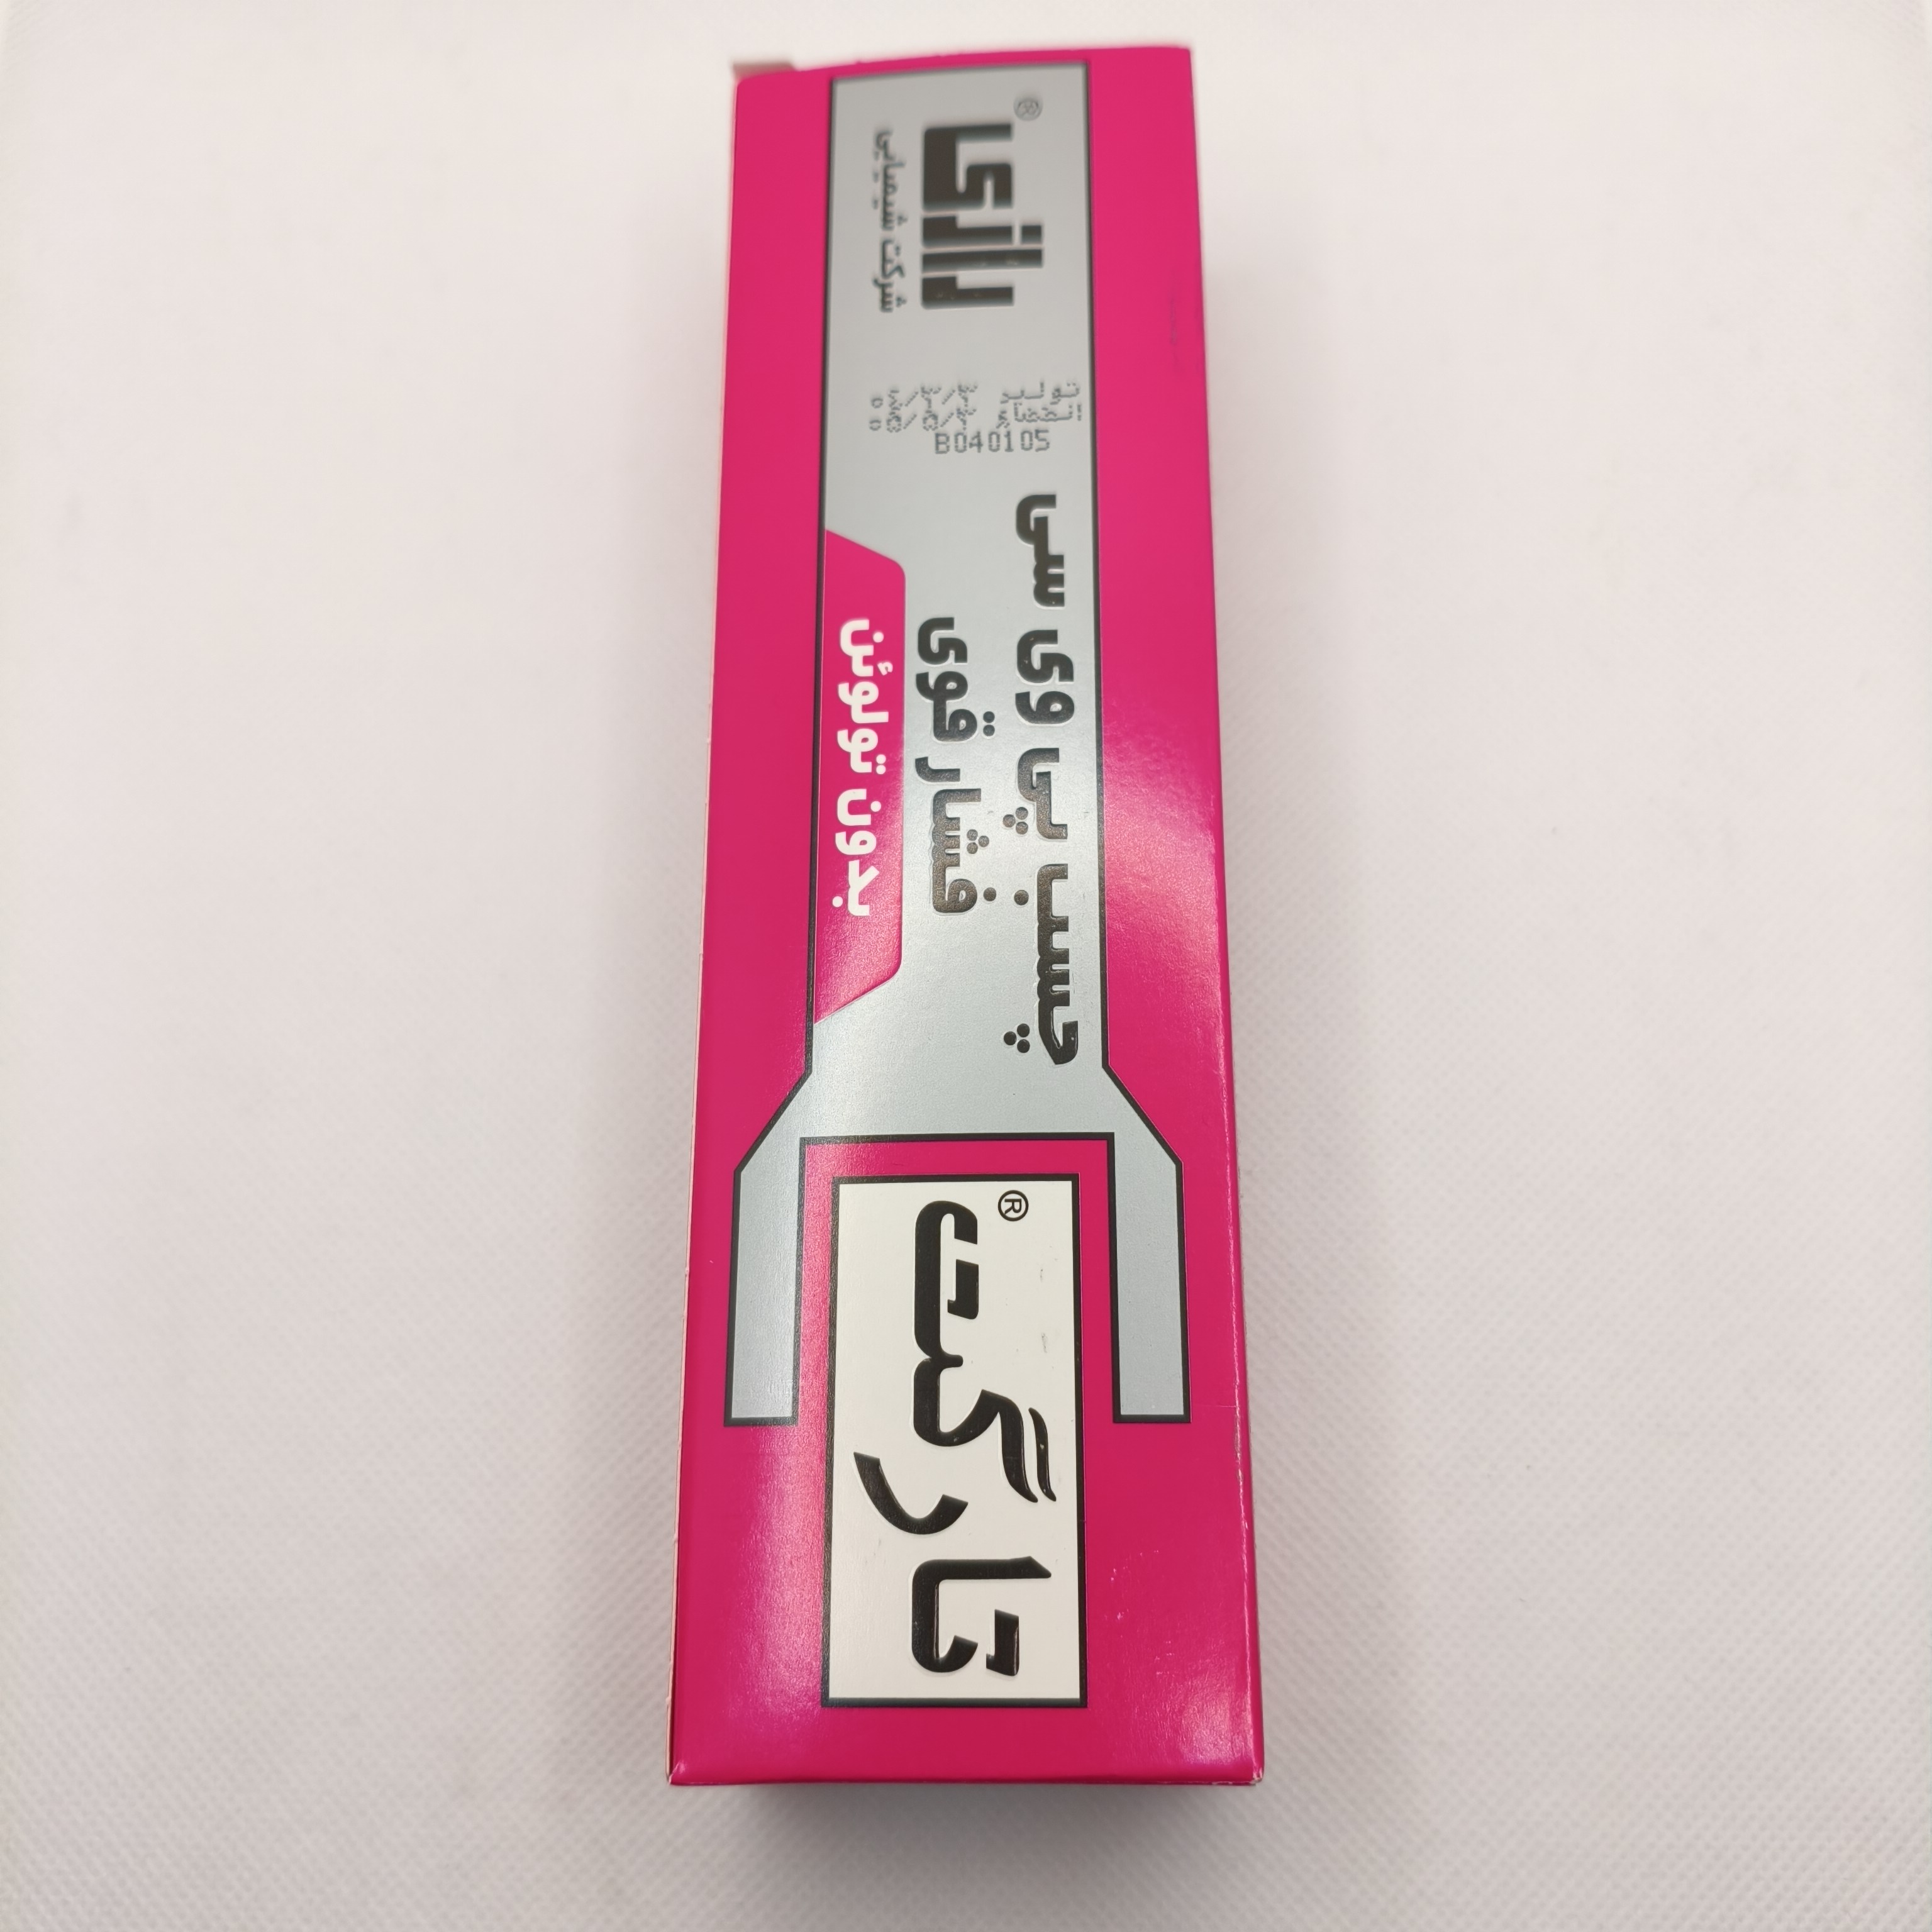 تارگت®
چسب پی وی سی
فشار قوی
بدون تولوئن
تولید
انقضاء
B040105
رازی®
شرکت شیمیایی